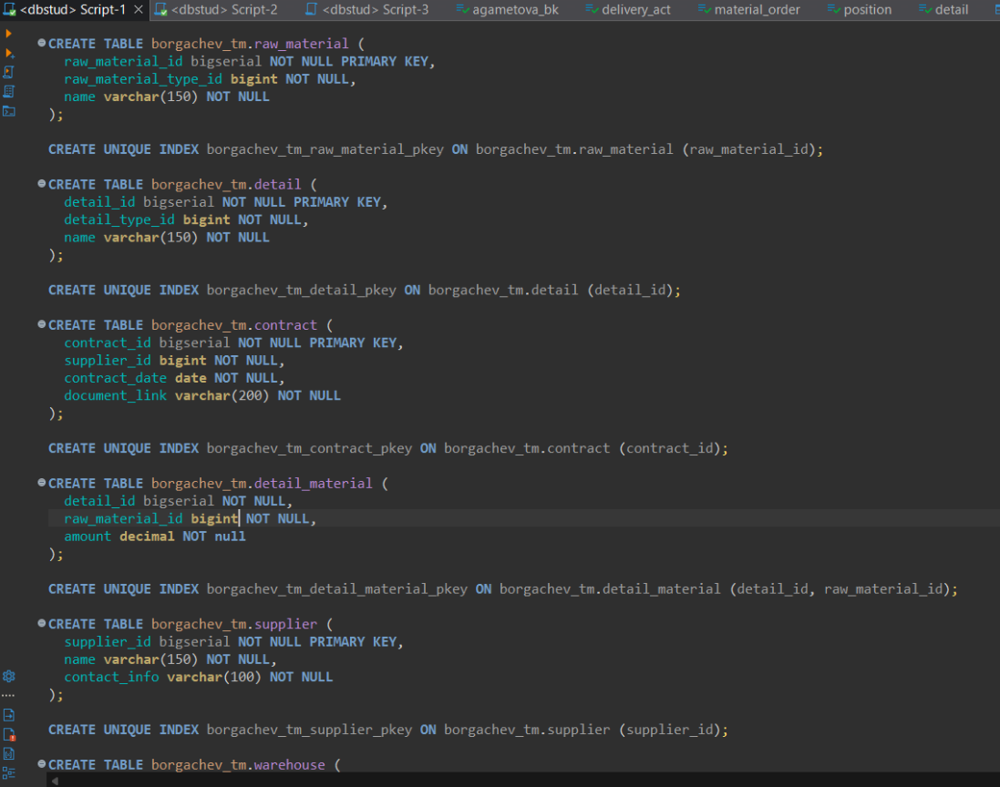 <dbstud> Script-1 <dbstud> Script-2 <dbstud> Script-3 agametova_bk delivery_act material_order position detail
CREATE TABLE borgachev_tm.raw_material (
raw_material_id bigserial NOT NULL PRIMARY KEY,
raw_material_type_id bigint NOT NULL,
name varchar(150) NOT NULL
);
CREATE UNIQUE INDEX borgachev_tm_raw_material_pkey ON borgachev_tm.raw_material (raw_material_id);
CREATE TABLE borgachev_tm.detail (
detail_id bigserial NOT NULL PRIMARY KEY,
detail_type_id bigint NOT NULL,
name varchar(150) NOT NULL
);
CREATE UNIQUE INDEX borgachev_tm_detail_pkey ON borgachev_tm.detail (detail_id);
CREATE TABLE borgachev_tm.contract (
contract_id bigserial NOT NULL PRIMARY KEY,
supplier_id bigint NOT NULL,
contract_date date NOT NULL,
document_link varchar(200) NOT NULL
);
CREATE UNIQUE INDEX borgachev_tm_contract_pkey ON borgachev_tm.contract (contract_id);
CREATE TABLE borgachev_tm.detail_material (
detail_id bigserial NOT NULL,
raw_material_id bigint NOT NULL,
amount decimal NOT null
);
CREATE UNIQUE INDEX borgachev_tm_detail_material_pkey ON borgachev_tm.detail_material (detail_id, raw_material_id);
CREATE TABLE borgachev_tm.supplier (
supplier_id bigserial NOT NULL PRIMARY KEY,
name varchar(150) NOT NULL,
contact_info varchar(100) NOT NULL
);
CREATE UNIQUE INDEX borgachev_tm_supplier_pkey ON borgachev_tm.supplier (supplier_id);
CREATE TABLE borgachev_tm.warehouse (